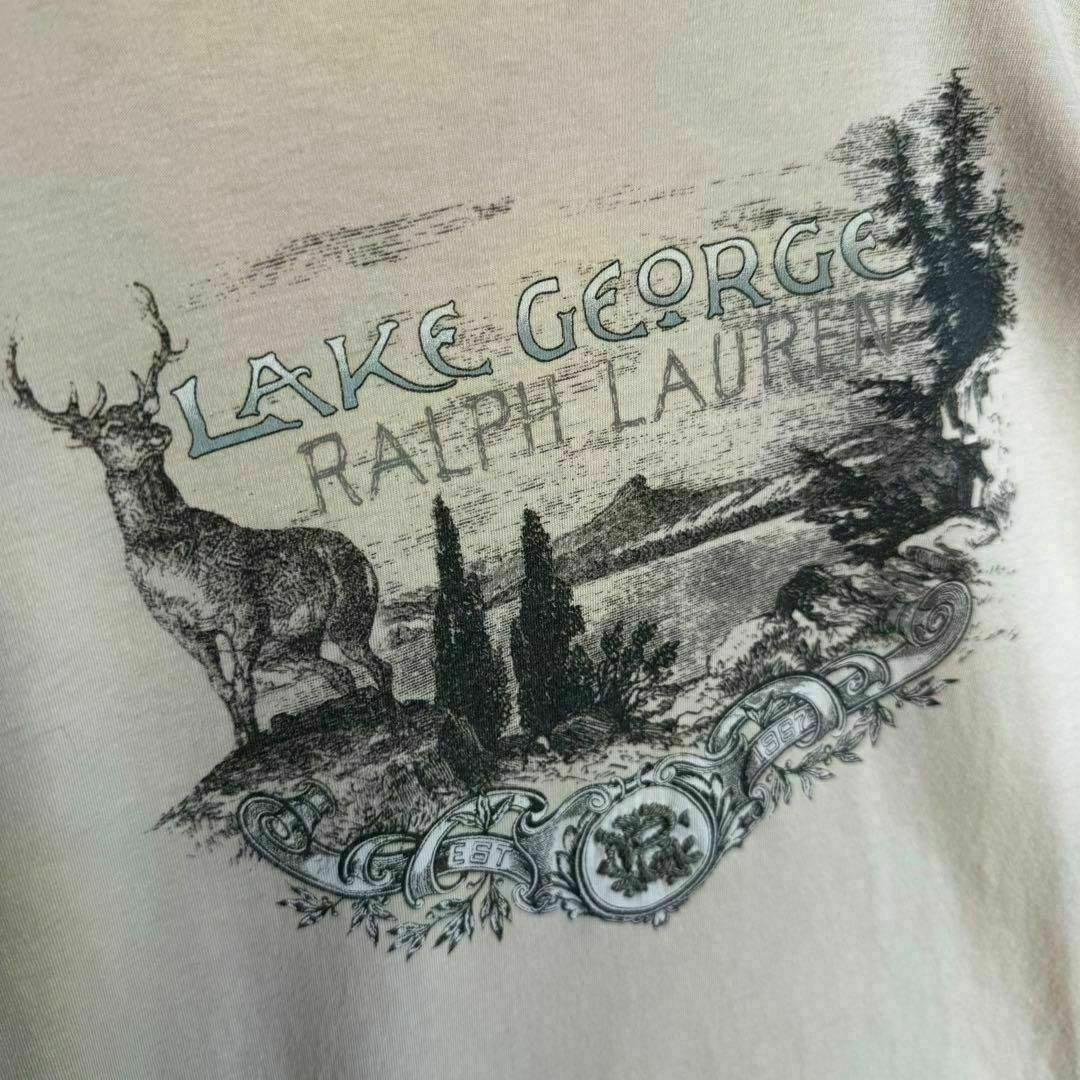 LAKE GEORGE
RALPH LAUREN
EST 1967